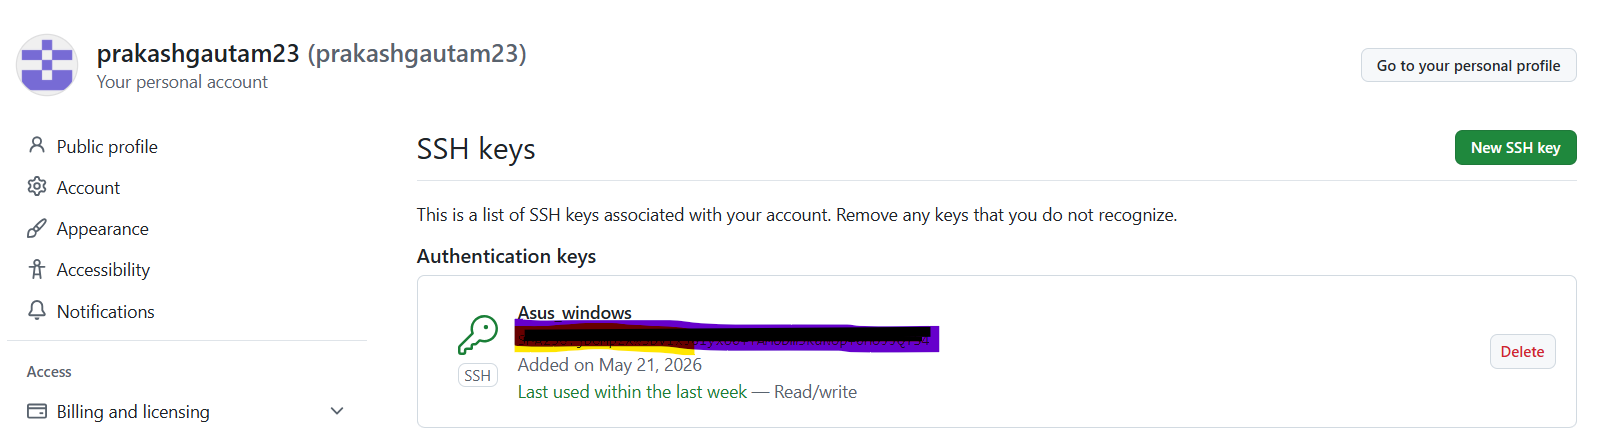 prakashgautam23 (prakashgautam23)
Your personal account
Go to your personal profile
Public profile
Account
Appearance
Accessibility
Notifications
Access
Billing and licensing
SSH keys
New SSH key
This is a list of SSH keys associated with your account. Remove any keys that you do not recognize.
Authentication keys
Asus windows
SSH
Added on May 21, 2026
Last used within the last week — Read/write
Delete